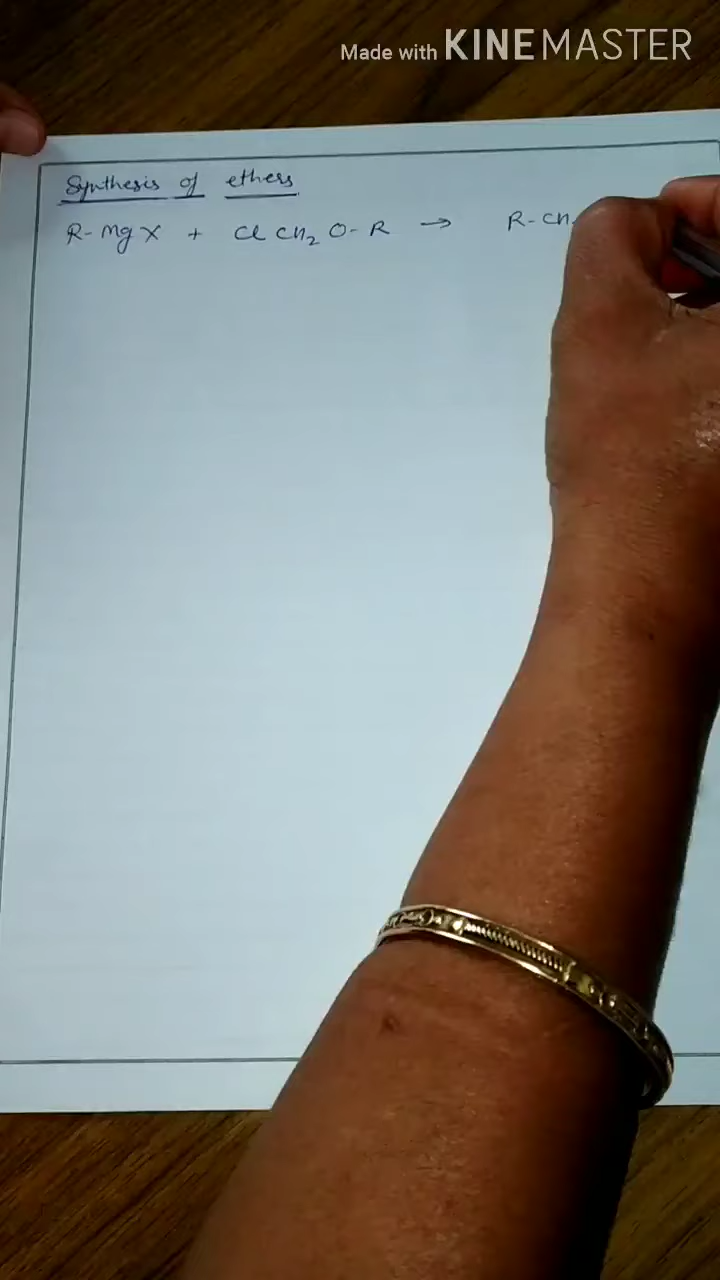 Made with KINEMASTER
Synthesis of ethers
R-MgX + ClCH₂O-R → R-CH